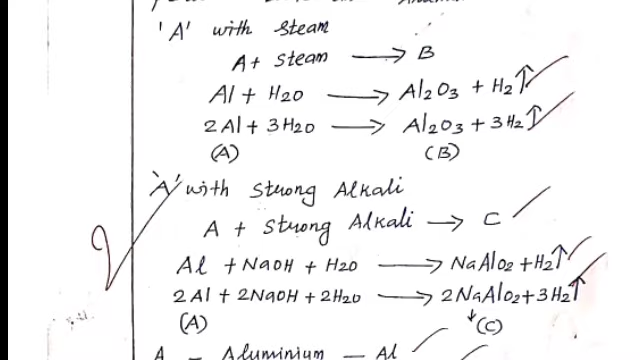 'A' with Steam
A + Steam ⟶ B
Al + H2O ⟶ Al2O3 + H2↑
2Al + 3H2O ⟶ Al2O3 + 3H2↑
(A) (B)
'A' with Strong Alkali
A + Strong Alkali ⟶ C
Al + NaOH + H2O ⟶ NaAlO2 + H2↑
2Al + 2NaOH + 2H2O ⟶ 2NaAlO2 + 3H2↑
(A) ↓(C)
A – Aluminium – Al